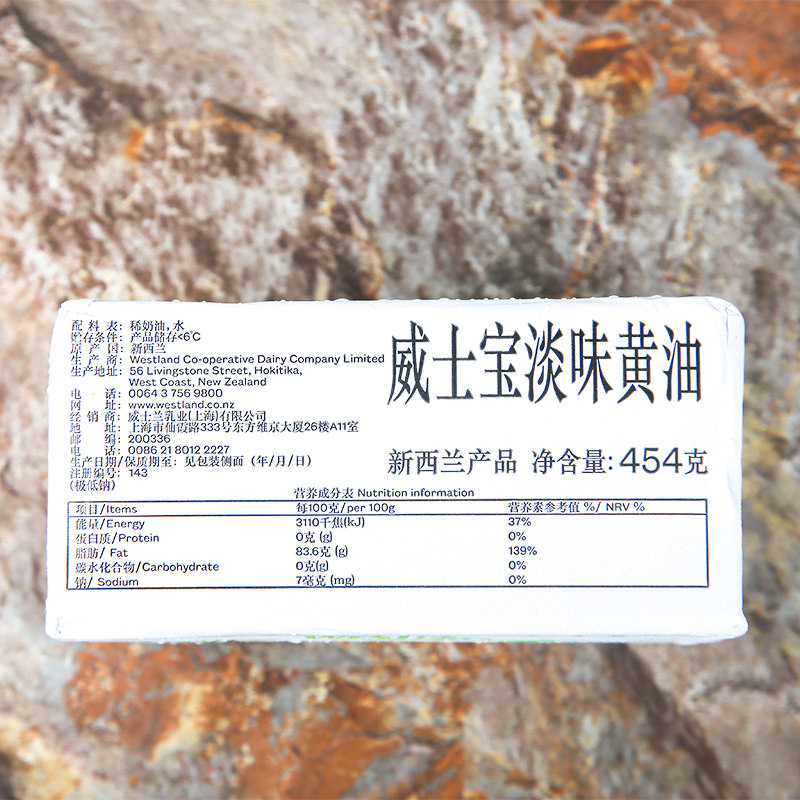 配 料 表：稀奶油，水
贮存条件：产品储存<6℃
原 产 国：新西兰
生 产 商：Westland Co-operative Dairy Company Limited
生产地址：56 Livingstone Street, Hokitika,
West Coast, New Zealand
电 话：0064 3 756 9800
网 址：www.westland.co.nz
经 销 商：威士兰乳业(上海)有限公司
地 址：上海市仙霞路333号东方维京大厦26楼A11室
邮 编：200336
电 话：0086 21 8012 2227
生产日期/保质期至：见包装侧面（年/月/日）
注册编号：143
(极低钠)
威士宝淡味黄油
新西兰产品 净含量: 454克
营养成分表 Nutrition information
项目/Items 每100克/per 100g 营养素参考值 %/ NRV %
能量/Energy 3110千焦(kJ) 37%
蛋白质/Protein 0克 (g) 0%
脂肪/ Fat 83.6克 (g) 139%
碳水化合物/Carbohydrate 0克(g) 0%
钠/ Sodium 7毫克 (mg) 0%